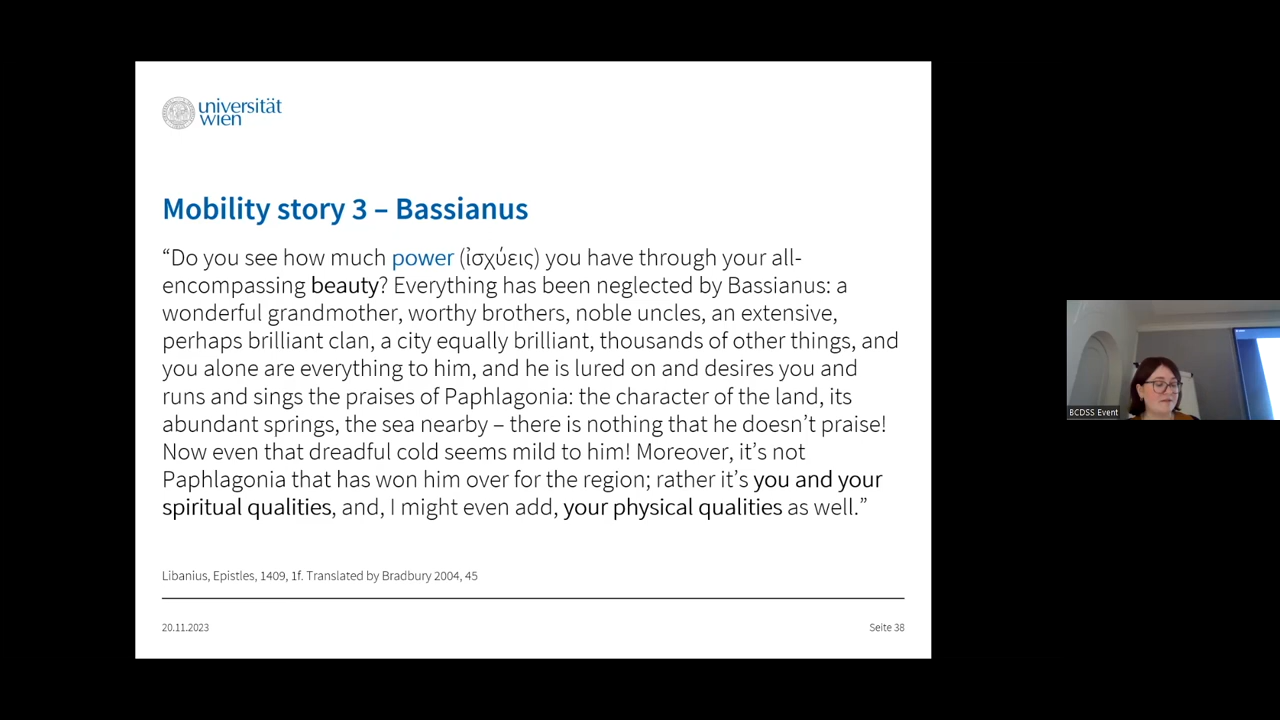 universität
wien
Mobility story 3 – Bassianus
“Do you see how much power (ἰσχύεις) you have through your all-
encompassing beauty? Everything has been neglected by Bassianus: a
wonderful grandmother, worthy brothers, noble uncles, an extensive,
perhaps brilliant clan, a city equally brilliant, thousands of other things, and
you alone are everything to him, and he is lured on and desires you and
runs and sings the praises of Paphlagonia: the character of the land, its
abundant springs, the sea nearby – there is nothing that he doesn’t praise!
Now even that dreadful cold seems mild to him! Moreover, it’s not
Paphlagonia that has won him over for the region; rather it’s you and your
spiritual qualities, and, I might even add, your physical qualities as well.”
Libanius, Epistles, 1409, 1f. Translated by Bradbury 2004, 45
20.11.2023
Seite 38
BCDSS Event